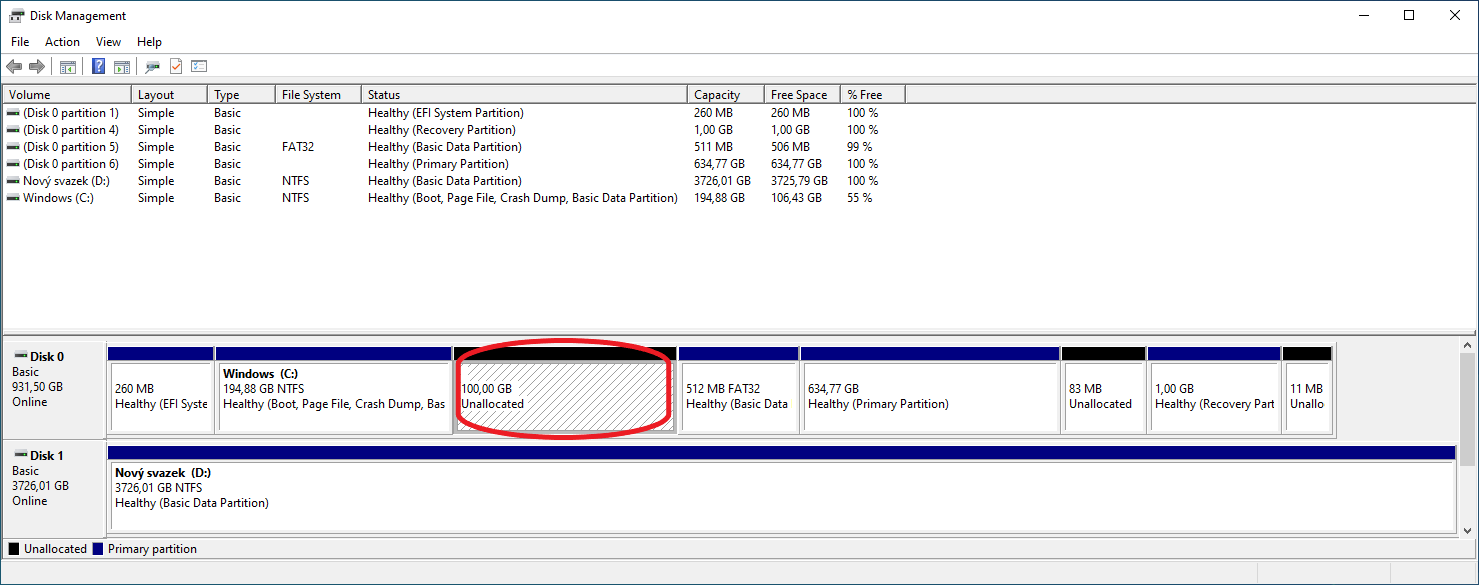 Disk Management
File Action View Help
Volume Layout Type File System Status Capacity Free Space % Free
(Disk 0 partition 1) Simple Basic Healthy (EFI System Partition) 260 MB 260 MB 100 %
(Disk 0 partition 4) Simple Basic Healthy (Recovery Partition) 1,00 GB 1,00 GB 100 %
(Disk 0 partition 5) Simple Basic FAT32 Healthy (Basic Data Partition) 511 MB 506 MB 99 %
(Disk 0 partition 6) Simple Basic Healthy (Primary Partition) 634,77 GB 634,77 GB 100 %
Nový svazek (D:) Simple Basic NTFS Healthy (Basic Data Partition) 3726,01 GB 3725,79 GB 100 %
Windows (C:) Simple Basic NTFS Healthy (Boot, Page File, Crash Dump, Basic Data Partition) 194,88 GB 106,43 GB 55 %
Disk 0
Basic
931,50 GB
Online
260 MB
Healthy (EFI Syste
Windows (C:)
194,88 GB NTFS
Healthy (Boot, Page File, Crash Dump, Bas
100,00 GB
Unallocated
512 MB FAT32
Healthy (Basic Data
634,77 GB
Healthy (Primary Partition)
83 MB
Unallocated
1,00 GB
Healthy (Recovery Part
11 MB
Unallo
Disk 1
Basic
3726,01 GB
Online
Nový svazek (D:)
3726,01 GB NTFS
Healthy (Basic Data Partition)
Unallocated Primary partition